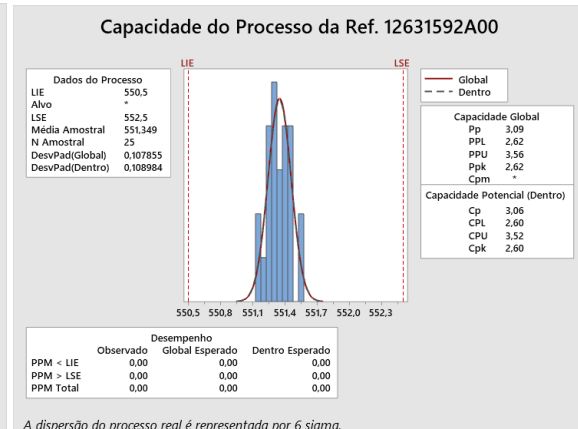 Capacidade do Processo da Ref. 12631592A00
LIE LSE
Dados do Processo
LIE 550,5
Alvo *
LSE 552,5
Média Amostral 551,349
N Amostral 25
DesvPad(Global) 0,107855
DesvPad(Dentro) 0,108984
Global
Dentro
Capacidade Global
Pp 3,09
PPL 2,62
PPU 3,56
Ppk 2,62
Cpm *
Capacidade Potencial (Dentro)
Cp 3,06
CPL 2,60
CPU 3,52
Cpk 2,60
550,5 550,8 551,1 551,4 551,7 552,0 552,3
Desempenho
Observado Global Esperado Dentro Esperado
PPM < LIE 0,00 0,00 0,00
PPM > LSE 0,00 0,00 0,00
PPM Total 0,00 0,00 0,00
A dispersão do processo real é representada por 6 sigma.